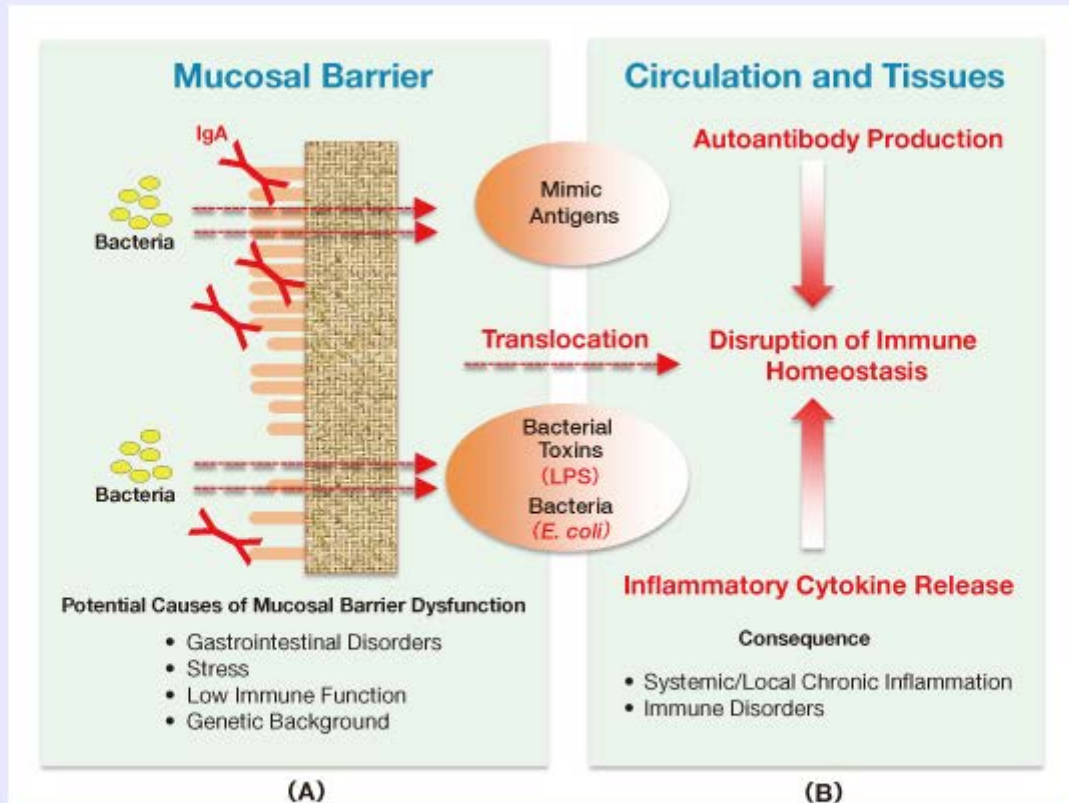 Mucosal Barrier
IgA
Bacteria
Mimic
Antigens
Translocation
Bacteria
Bacterial
Toxins
(LPS)
Bacteria
(E. coli)
Potential Causes of Mucosal Barrier Dysfunction
• Gastrointestinal Disorders
• Stress
• Low Immune Function
• Genetic Background
(A)
Circulation and Tissues
Autoantibody Production
Disruption of Immune
Homeostasis
Inflammatory Cytokine Release
Consequence
• Systemic/Local Chronic Inflammation
• Immune Disorders
(B)